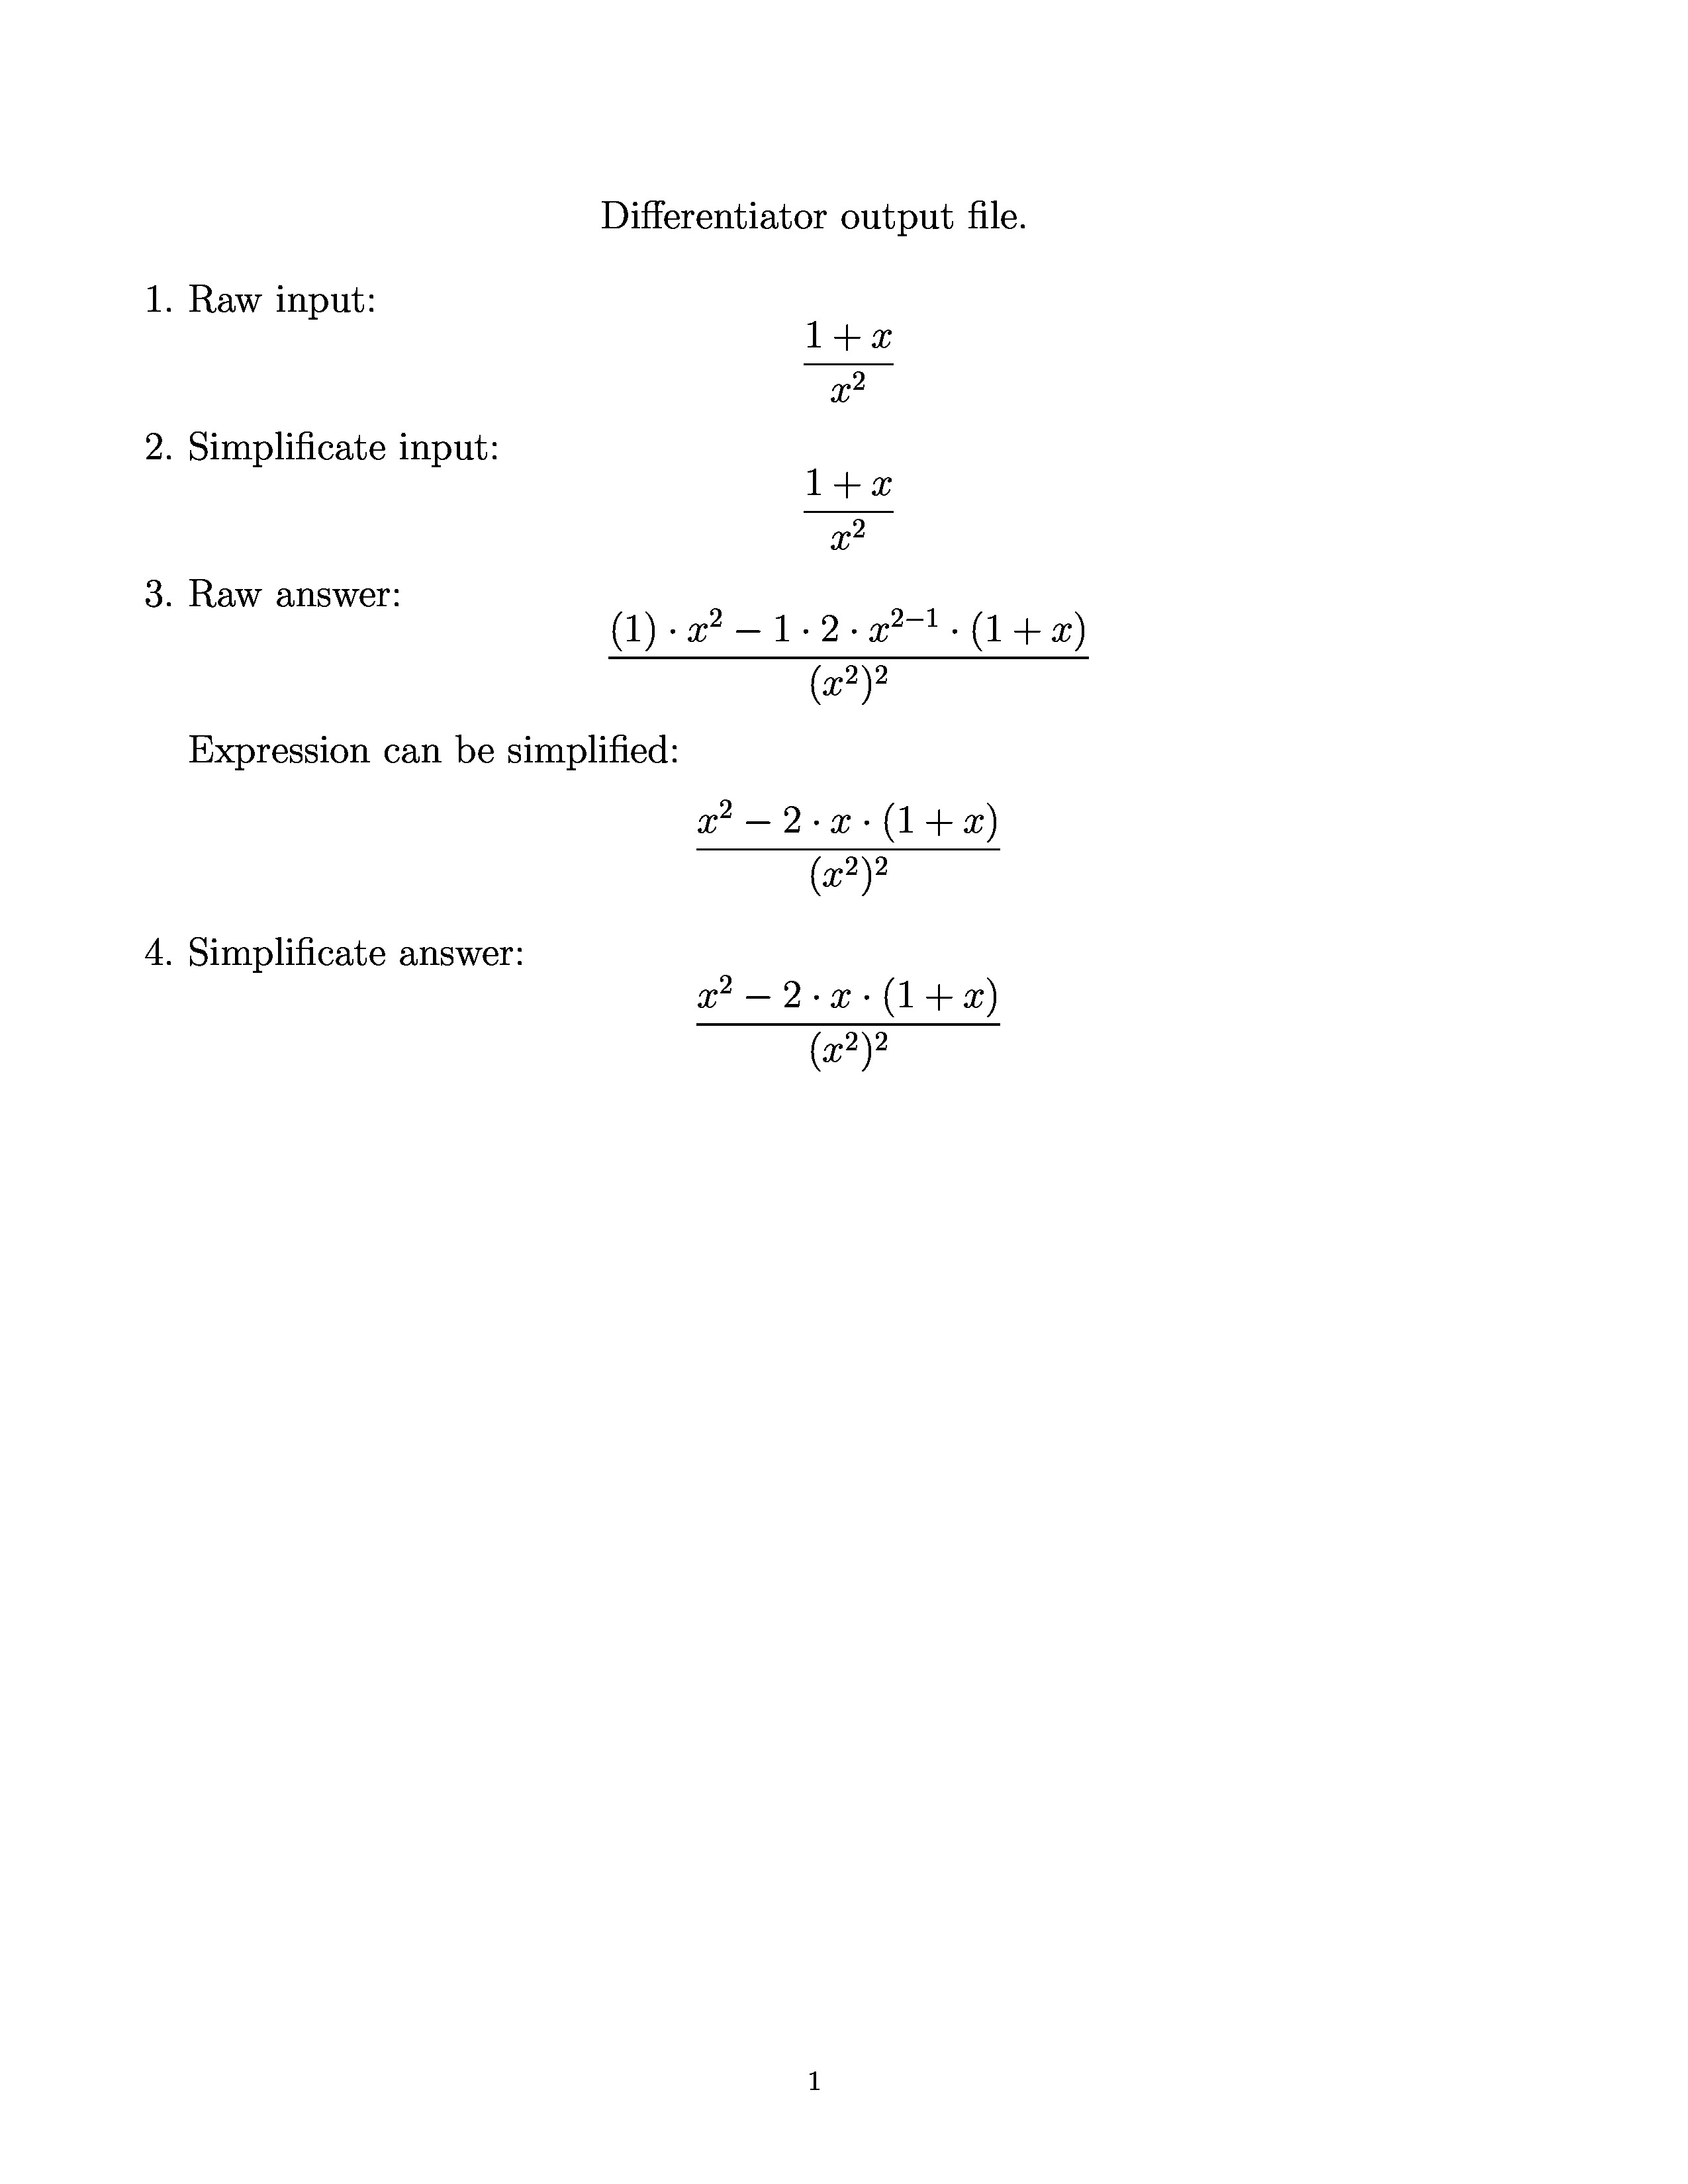 Differentiator output file.
1. Raw input:
\frac{1 + x}{x^2}
2. Simplificate input:
\frac{1 + x}{x^2}
3. Raw answer:
\frac{(1) \cdot x^2 - 1 \cdot 2 \cdot x^{2-1} \cdot (1 + x)}{(x^2)^2}
Expression can be simplified:
\frac{x^2 - 2 \cdot x \cdot (1 + x)}{(x^2)^2}
4. Simplificate answer:
\frac{x^2 - 2 \cdot x \cdot (1 + x)}{(x^2)^2}
1